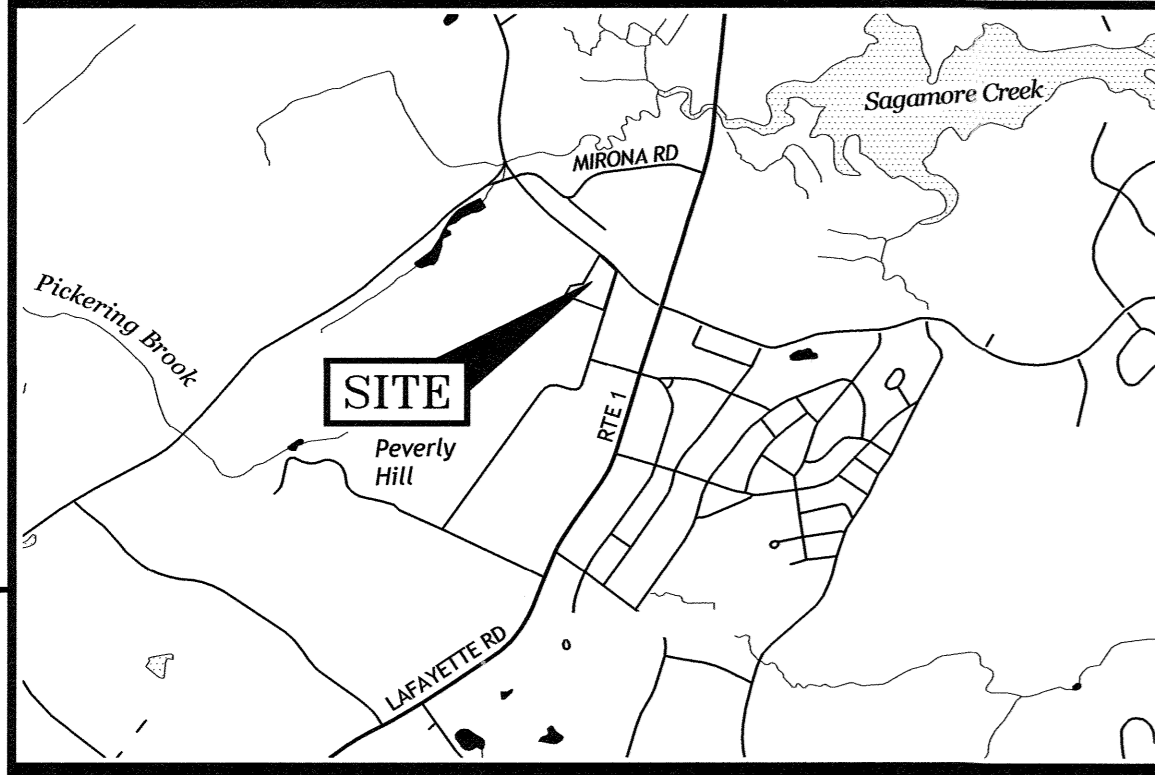 Sagamore Creek
MIRONA RD
Pickering Brook
SITE
RTE 1
Peverly
Hill
LAFAYETTE RD